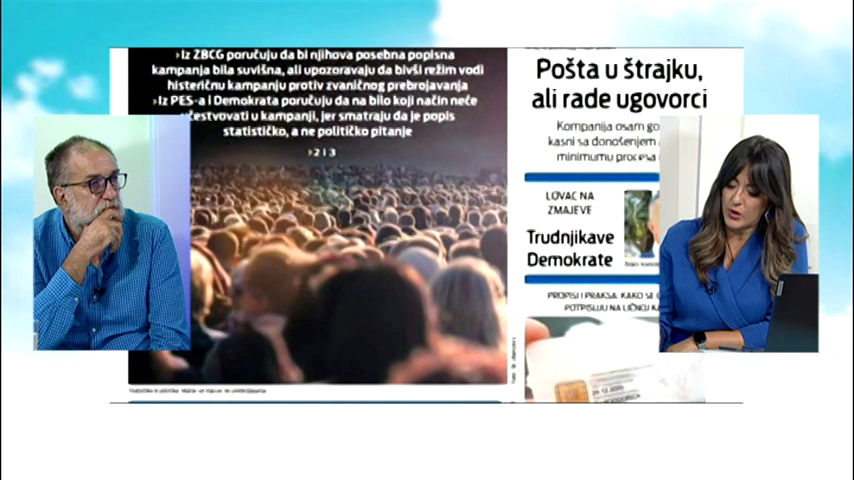 Iz ZBCG poručuju da bi njihova posebna popisna
kampanja bila suvišna, ali upozoravaju da bivši režim vodi
histeričnu kampanju protiv zvaničnog prebrojavanja
Iz PES-a i Demokrata poručuju da na bilo koji način neće
učestvovati u kampanji, jer smatraju da je popis
statističko, a ne političko pitanje
2 i 3
Pošta u štrajku,
ali rade ugovorci
Kompanija osam
kasni sa donošenjem
minimumu procesa
LOVAC NA
ZMAJEVE
Trudnjikave
Demokrate
PROPISI I PRAKSA: KAKO SE
POTPISUJU NA LIČNOJ